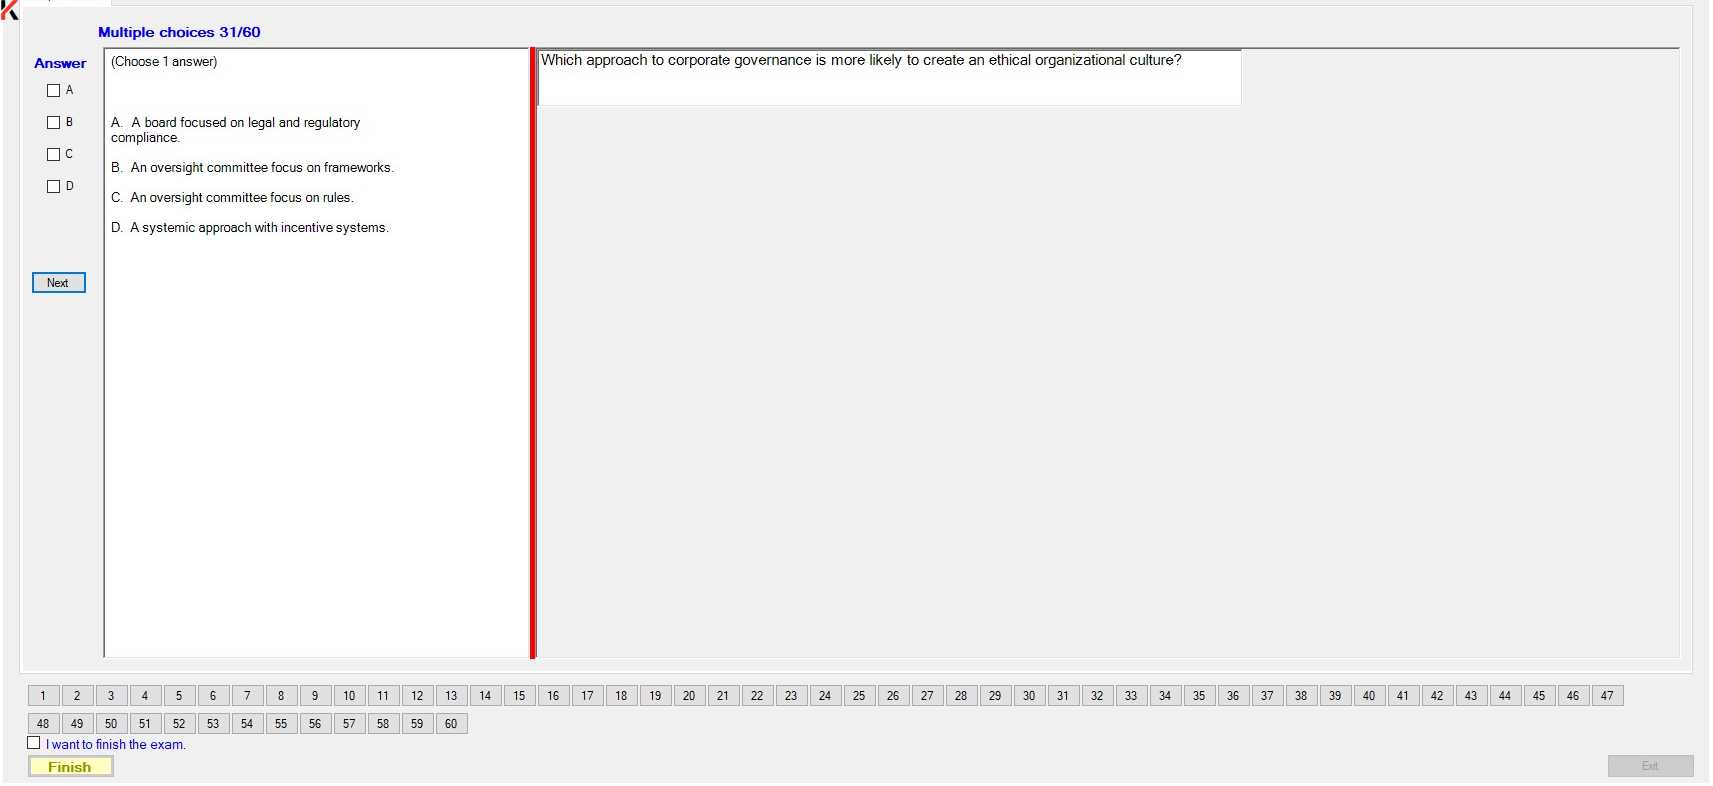 Multiple choices 31/60
Answer
A
B
C
D
Next
(Choose 1 answer)
A. A board focused on legal and regulatory
compliance.
B. An oversight committee focus on frameworks.
C. An oversight committee focus on rules.
D. A systemic approach with incentive systems.
Which approach to corporate governance is more likely to create an ethical organizational culture?
1 2 3 4 5 6 7 8 9 10 11 12 13 14 15 16 17 18 19 20 21 22 23 24 25 26 27 28 29 30 31 32 33 34 35 36 37 38 39 40 41 42 43 44 45 46 47
48 49 50 51 52 53 54 55 56 57 58 59 60
I want to finish the exam.
Finish
Exit